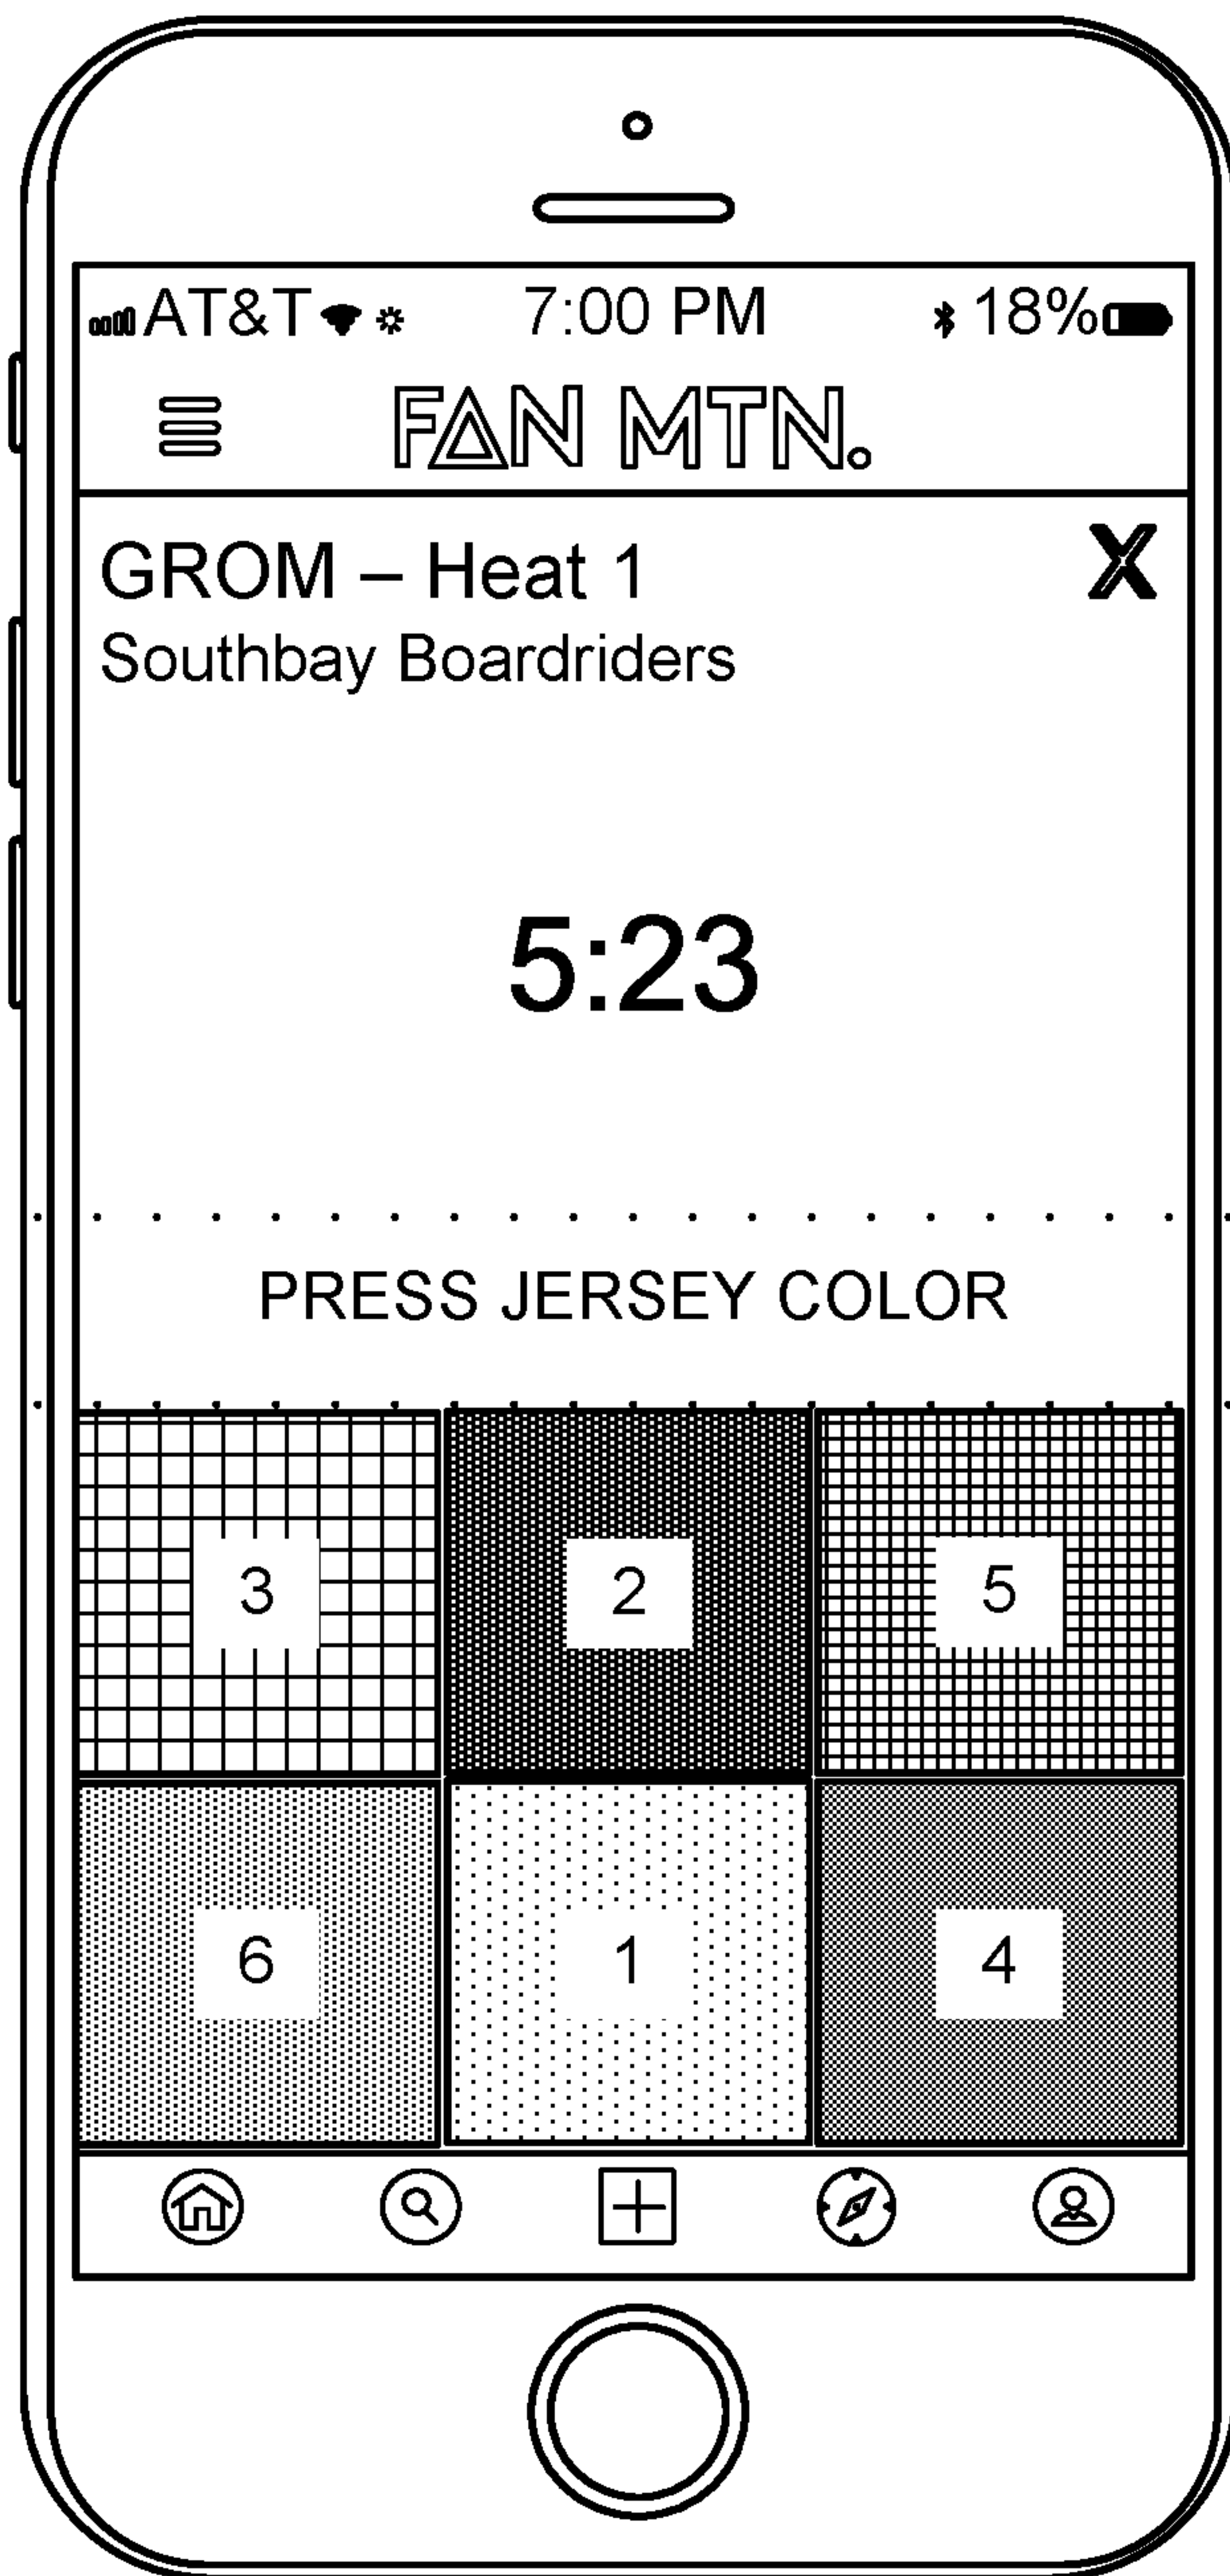 AT&T 7:00 PM 18%
FAN MTN.
GROM – Heat 1 X
Southbay Boardriders
5:23
PRESS JERSEY COLOR
3 2 5
6 1 4